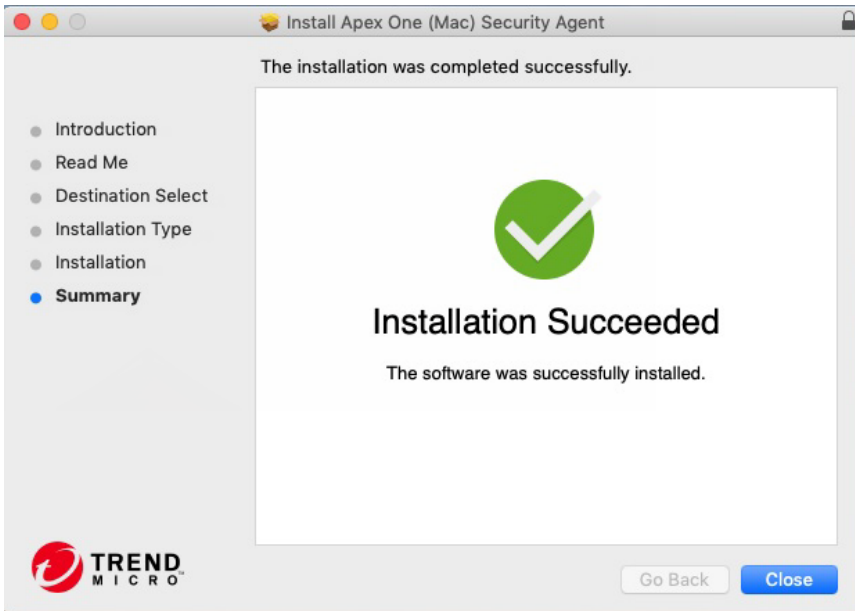 Install Apex One (Mac) Security Agent
The installation was completed successfully.
Introduction
Read Me
Destination Select
Installation Type
Installation
Summary
Installation Succeeded
The software was successfully installed.
TREND
MICRO™
Go Back
Close